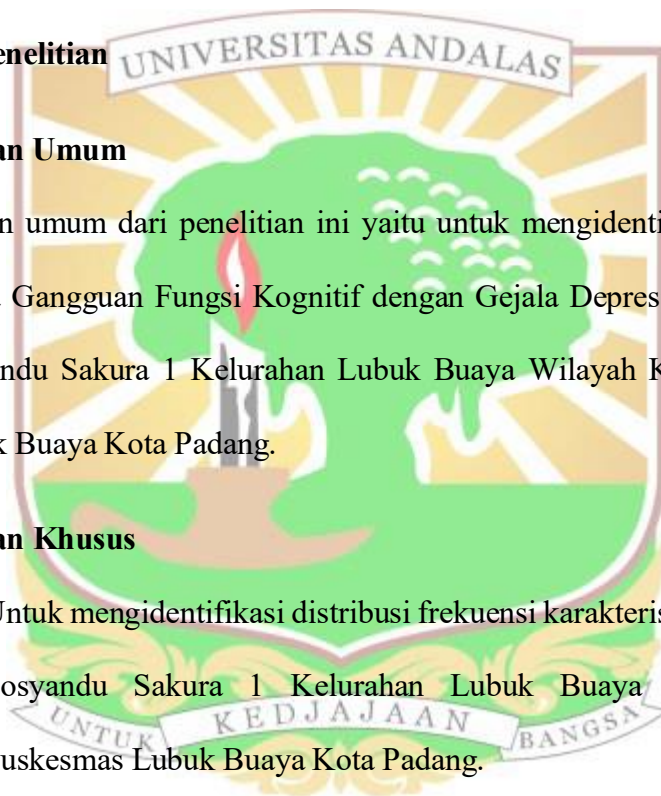 enelitian
UNIVERSITAS ANDALAS
an Umum
n umum dari penelitian ini yaitu untuk mengidenti
Gangguan Fungsi Kognitif dengan Gejala Depres
ndu Sakura 1 Kelurahan Lubuk Buaya Wilayah K
k Buaya Kota Padang.
an Khusus
Untuk mengidentifikasi distribusi frekuensi karakteris
osyandu Sakura 1 Kelurahan Lubuk Buaya
uskesmas Lubuk Buaya Kota Padang.
UNTUK KEDJAJAAN BANGSA